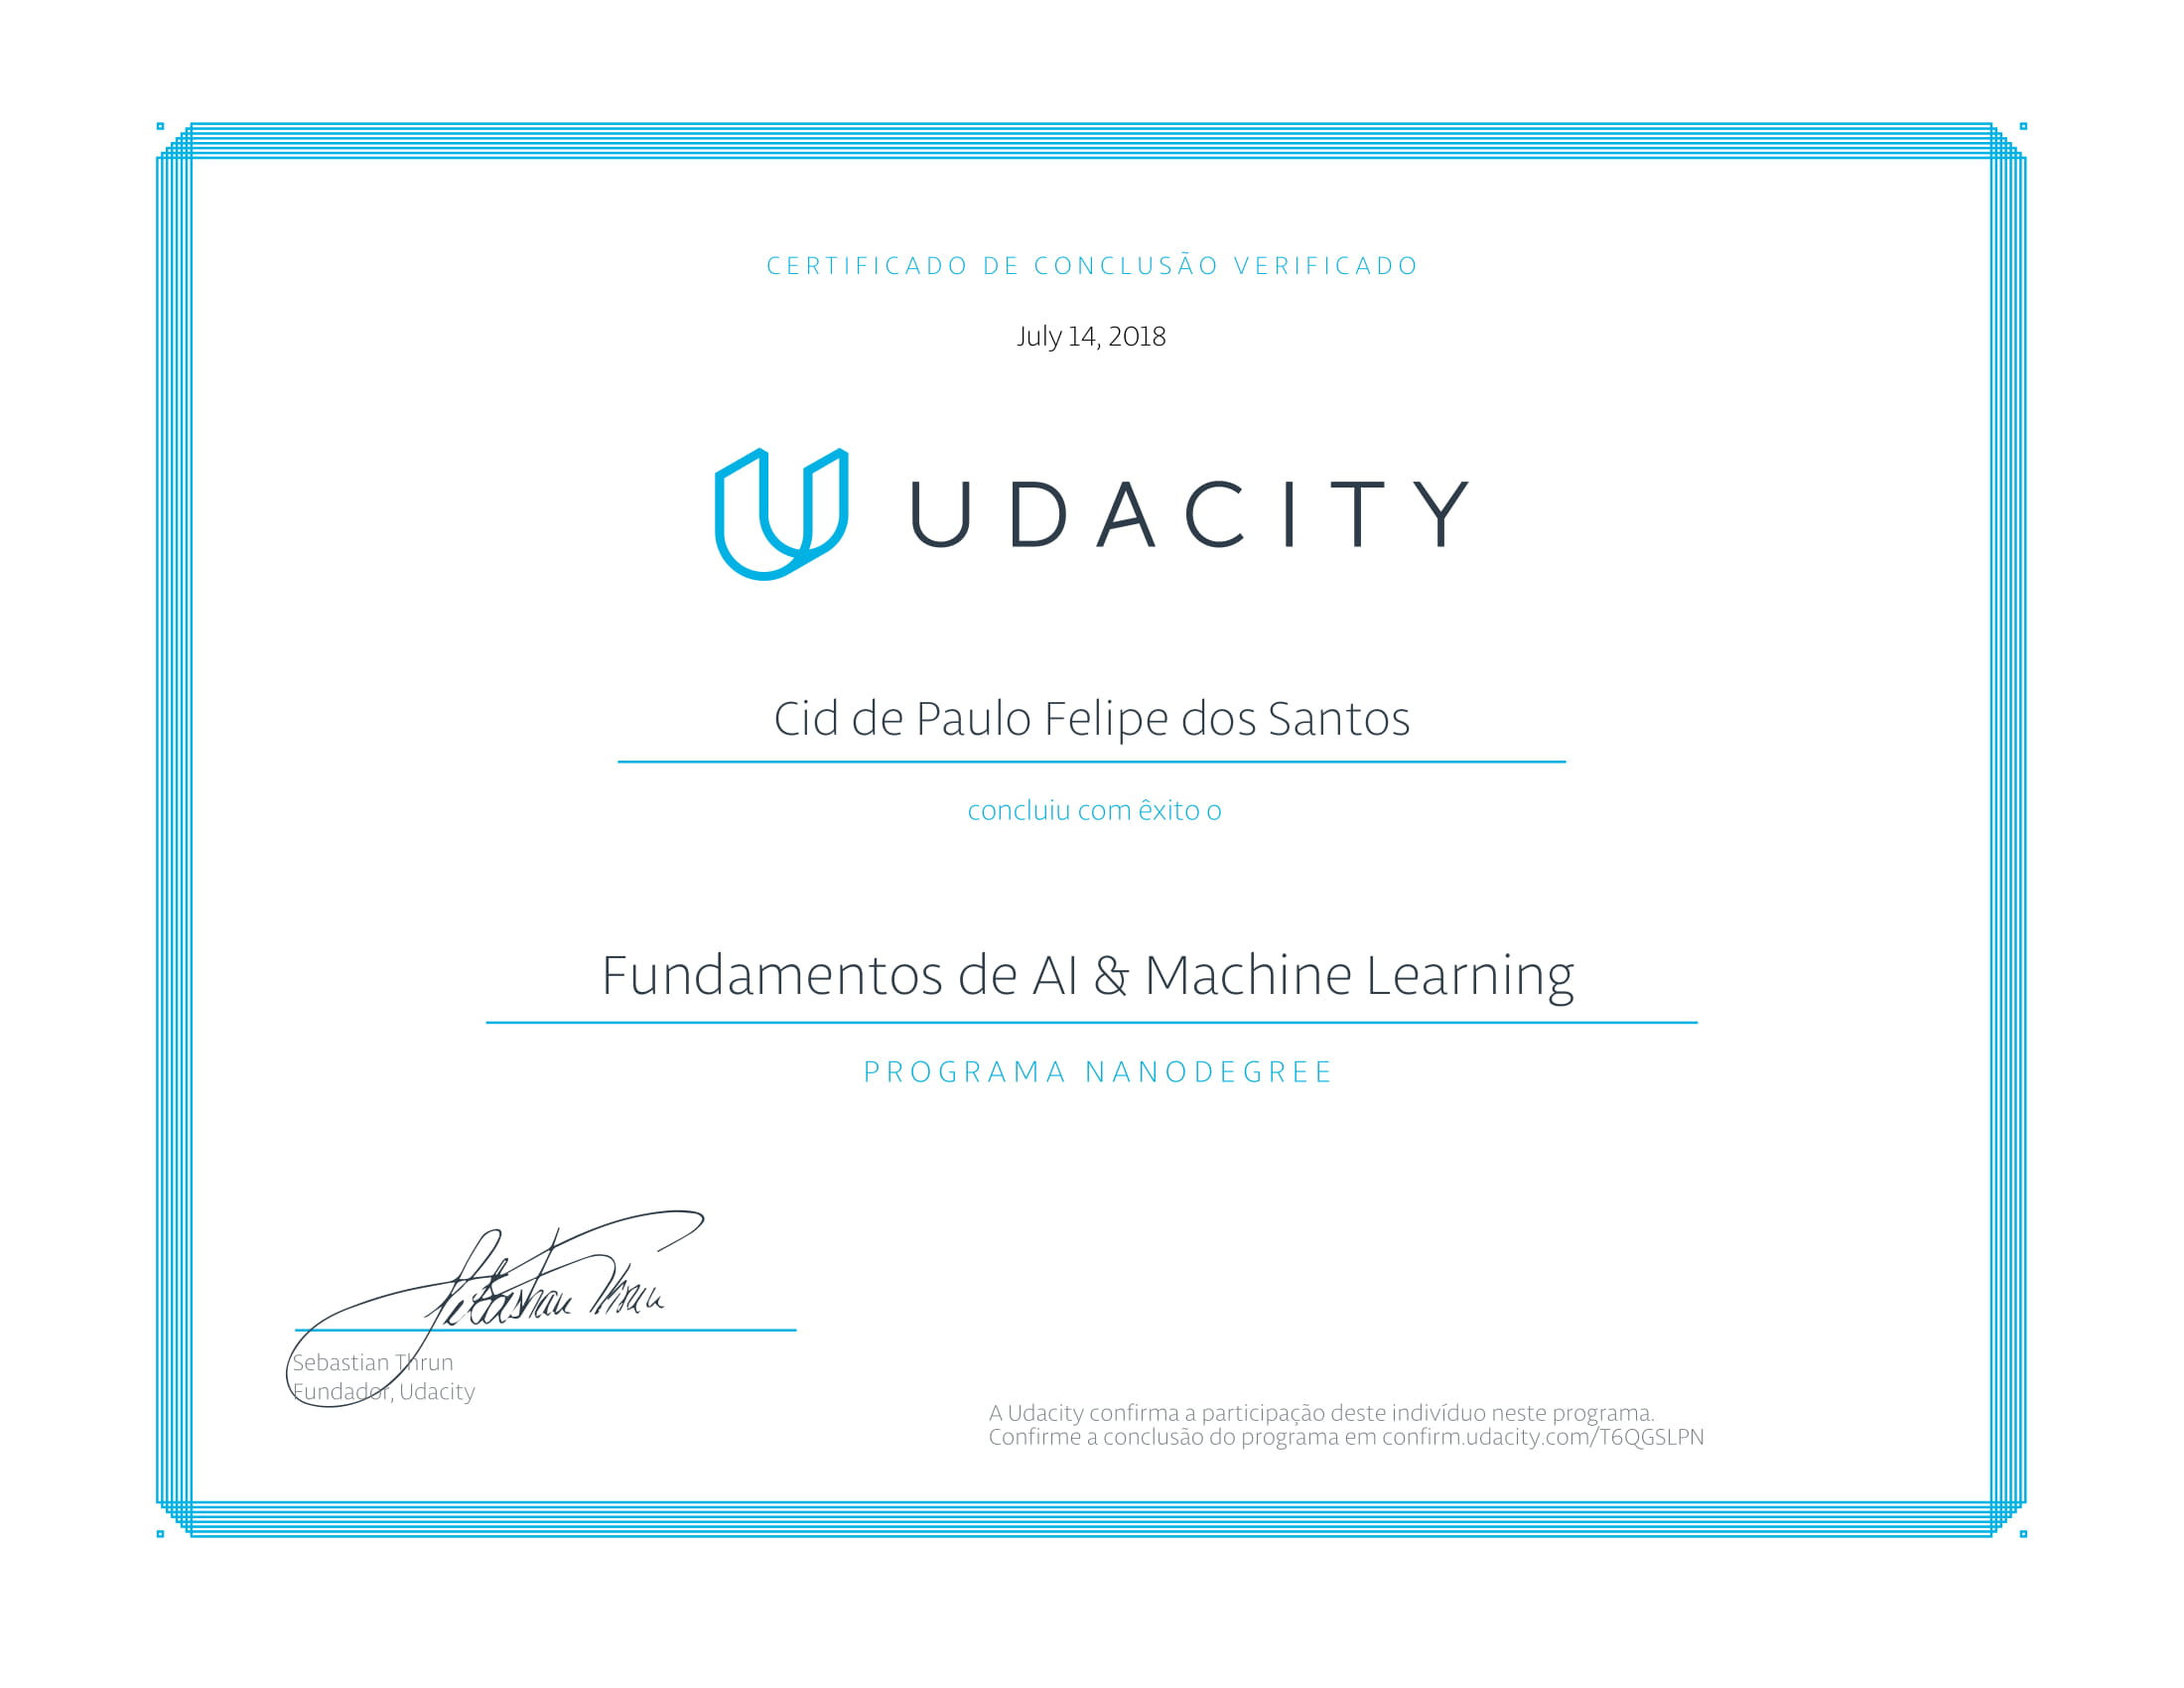 CERTIFICADO DE CONCLUSÃO VERIFICADO
July 14, 2018
UDACITY
Cid de Paulo Felipe dos Santos
concluiu com êxito o
Fundamentos de AI & Machine Learning
PROGRAMA NANODEGREE
Sebastian Thrun
Sebastian Thrun
Fundador, Udacity
A Udacity confirma a participação deste indivíduo neste programa.
Confirme a conclusão do programa em confirm.udacity.com/T6QGSLPN